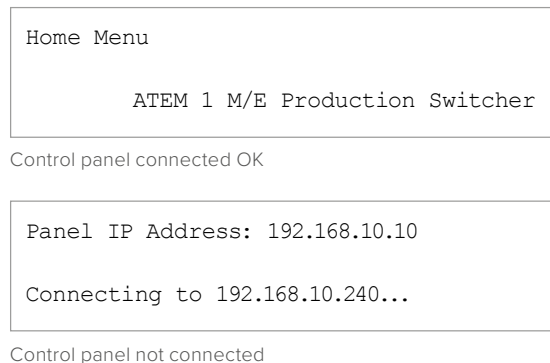 Home Menu
ATEM 1 M/E Production Switcher
Control panel connected OK
Panel IP Address: 192.168.10.10
Connecting to 192.168.10.240...
Control panel not connected